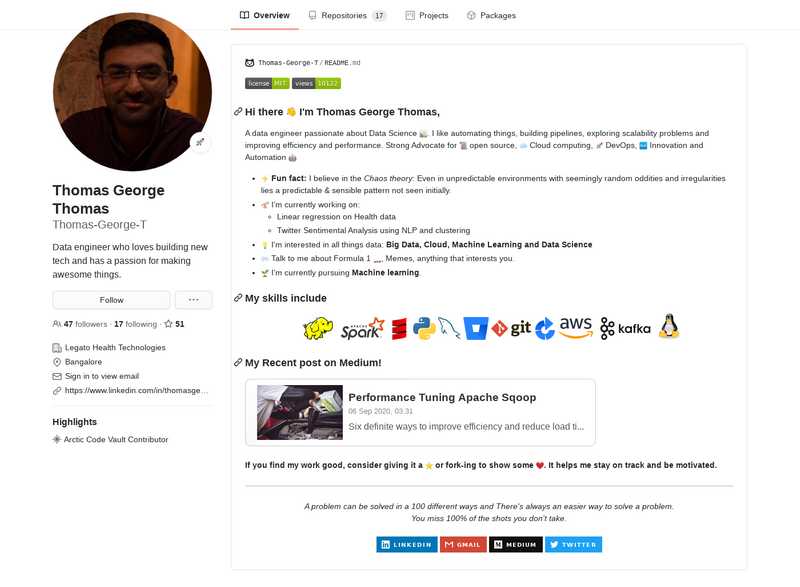 Overview
Repositories 17
Projects
Packages
Thomas George Thomas
Thomas-George-T
Data engineer who loves building new
tech and has a passion for making
awesome things.
Follow
47 followers · 17 following · 51
Legato Health Technologies
Bangalore
Sign in to view email
https://www.linkedin.com/in/thomasge...
Highlights
Arctic Code Vault Contributor
Thomas-George-T / README.md
license MIT views 10122
Hi there 👋 I'm Thomas George Thomas,
A data engineer passionate about Data Science. I like automating things, building pipelines, exploring scalability problems and
improving efficiency and performance. Strong Advocate for 📜 open source, ☁️ Cloud computing, 🚀 DevOps, Innovation and
Automation 🤖
⚡ Fun fact: I believe in the Chaos theory: Even in unpredictable environments with seemingly random oddities and irregularities
lies a predictable & sensible pattern not seen initially.
I'm currently working on:
Linear regression on Health data
Twitter Sentimental Analysis using NLP and clustering
💡 I'm interested in all things data: Big Data, Cloud, Machine Learning and Data Science
Talk to me about Formula 1 🏎️, Memes, anything that interests you.
🌱 I'm currently pursuing Machine learning.
My skills include
APACHE Spark git aws kafka
My Recent post on Medium!
Performance Tuning Apache Sqoop
06 Sep 2020, 03.31
Six definite ways to improve efficiency and reduce load ti...
If you find my work good, consider giving it a ⭐ or fork-ing to show some ❤️. It helps me stay on track and be motivated.
A problem can be solved in a 100 different ways and There's always an easier way to solve a problem.
You miss 100% of the shots you don't take.
LINKEDIN GMAIL MEDIUM TWITTER